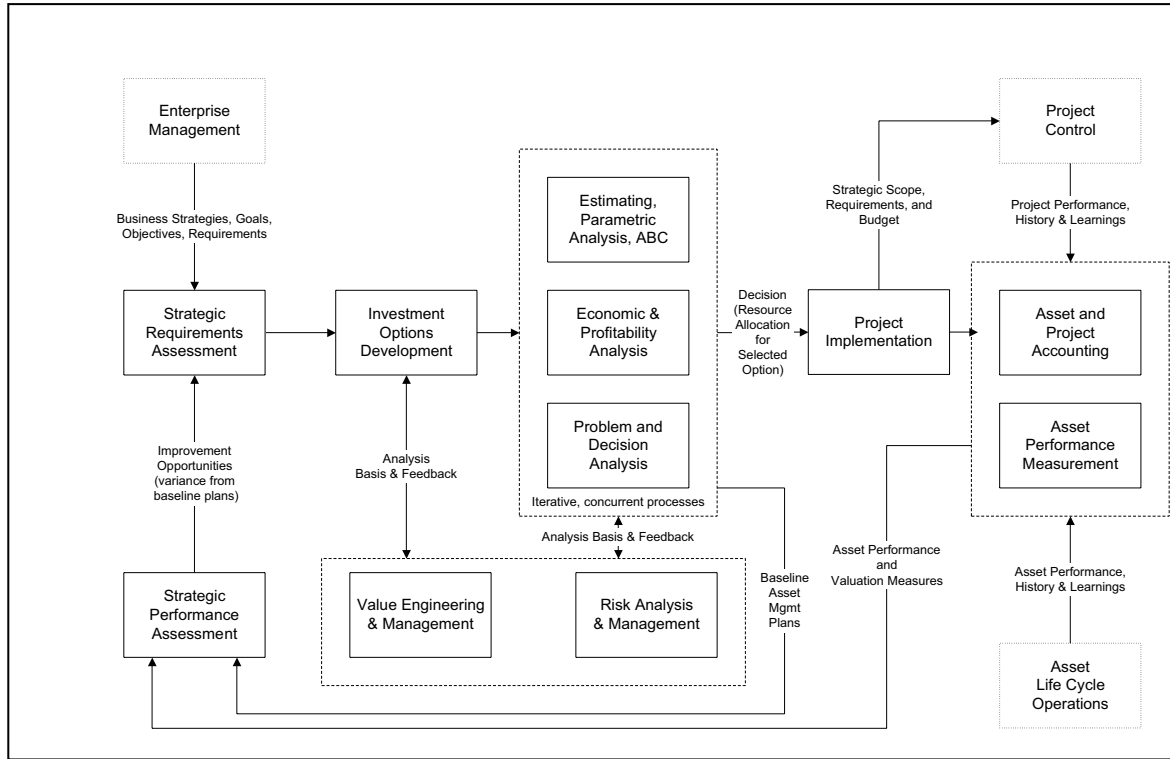 Enterprise
Management
Project
Control
Business Strategies, Goals,
Objectives, Requirements
Estimating,
Parametric
Analysis, ABC
Strategic Scope,
Requirements, and
Budget
Project Performance,
History & Learnings
Strategic
Requirements
Assessment
Investment
Options
Development
Economic &
Profitability
Analysis
Decision
(Resource
Allocation
for
Selected
Option)
Project
Implementation
Asset and
Project
Accounting
Improvement
Opportunities
(variance from
baseline plans)
Analysis
Basis & Feedback
Problem and
Decision
Analysis
Iterative, concurrent processes
Asset
Performance
Measurement
Analysis Basis & Feedback
Strategic
Performance
Assessment
Value Engineering
& Management
Risk Analysis
& Management
Baseline
Asset
Mgmt
Plans
Asset Performance
and
Valuation Measures
Asset Performance,
History & Learnings
Asset
Life Cycle
Operations